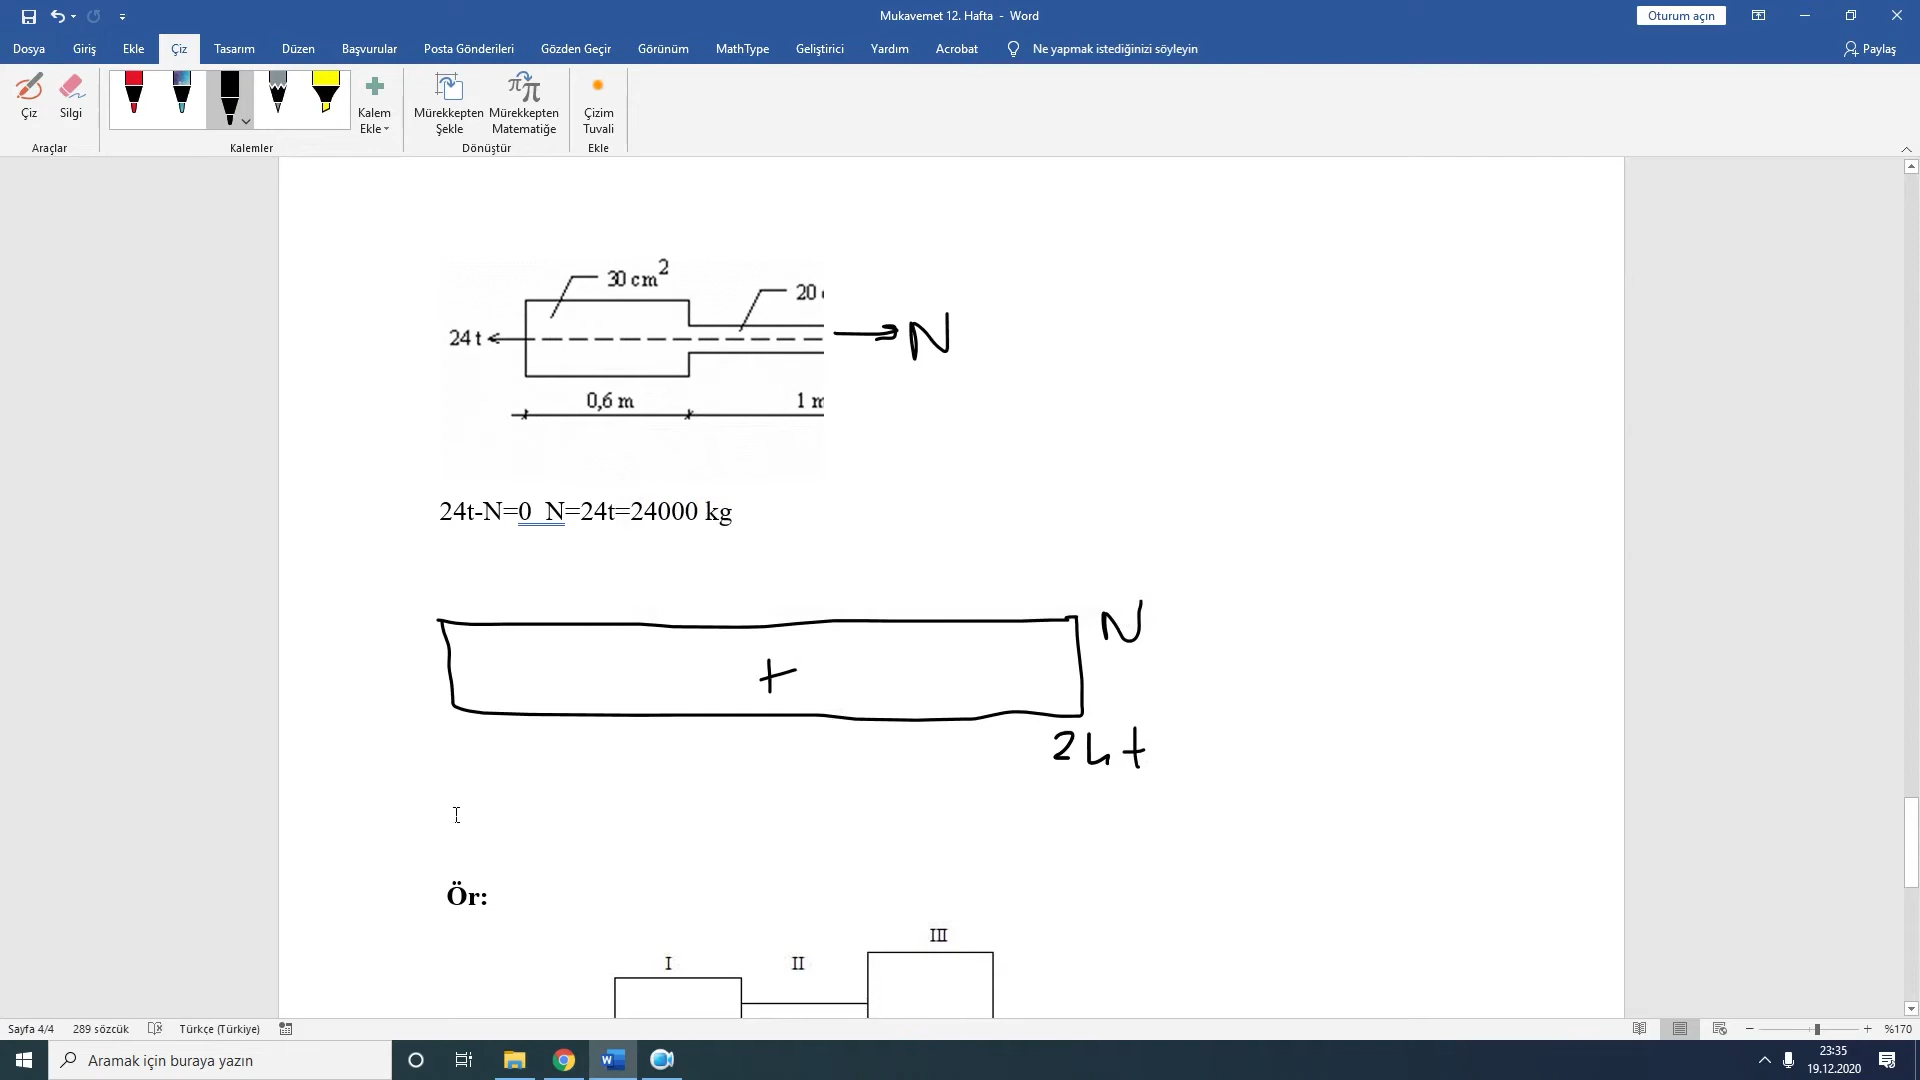 Mukavemet 12. Hafta - Word
Oturum açın
Dosya Giriş Ekle Çiz Tasarım Düzen Başvurular Posta Gönderileri Gözden Geçir Görünüm MathType Geliştirici Yardım Acrobat Ne yapmak istediğinizi söyleyin Paylaş
Çiz Silgi
Kalem Ekle
Mürekkepten Şekle
Mürekkepten Matematiğe
Çizim Tuvali
Araçlar Kalemler Dönüştür Ekle
30 cm2
20
24 t
N
0,6 m
1 m
24t-N=0 N=24t=24000 kg
N
+
24 t
Ör:
III
I II
Sayfa 4/4 289 sözcük Türkçe (Türkiye) %170
Aramak için buraya yazın
23:35
19.12.2020